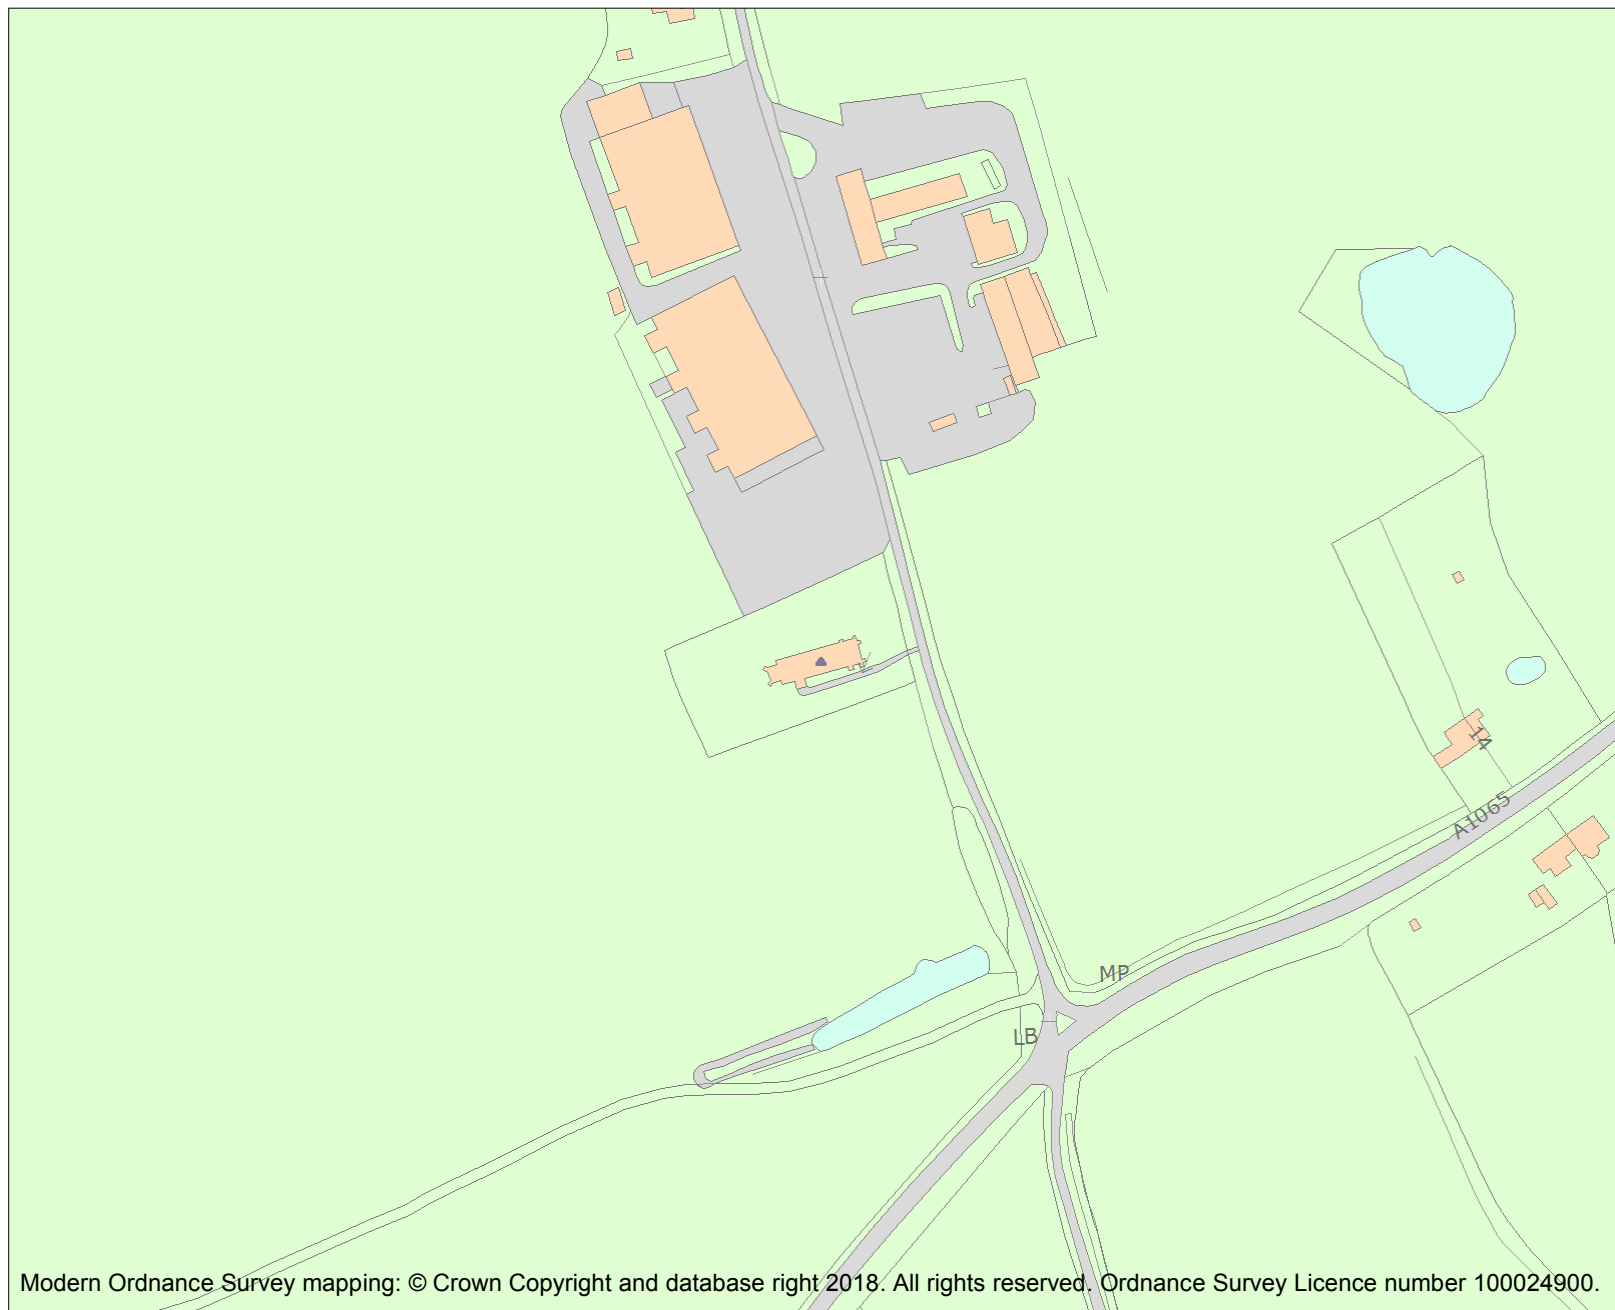 14
A1065
MP
LB
Modern Ordnance Survey mapping: © Crown Copyright and database right 2018. All rights reserved. Ordnance Survey Licence number 100024900.